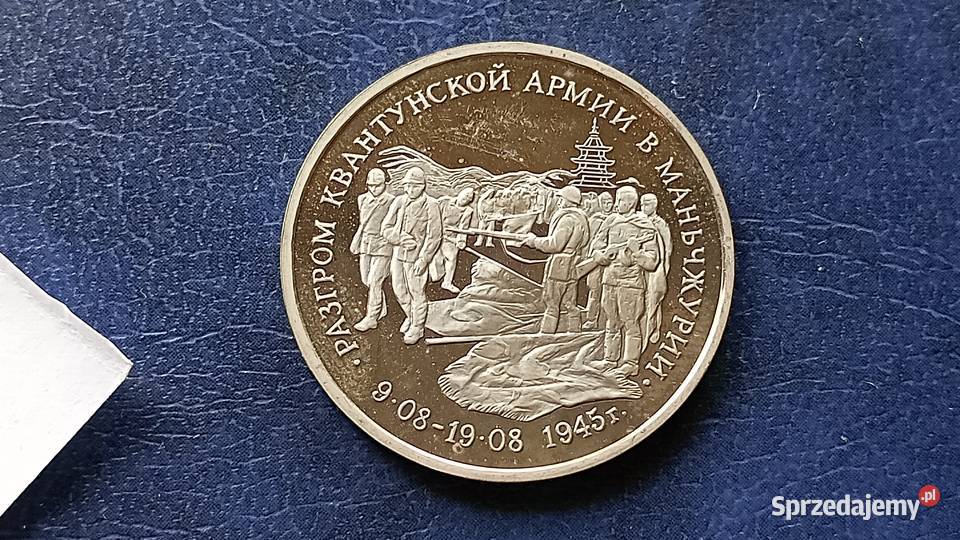 ·РАЗГРОМ КВАНТУНСКОЙ АРМИИ В МАНЬЧЖУРИИ·
9·08-19·08 1945г.
Sprzedajemy.pl